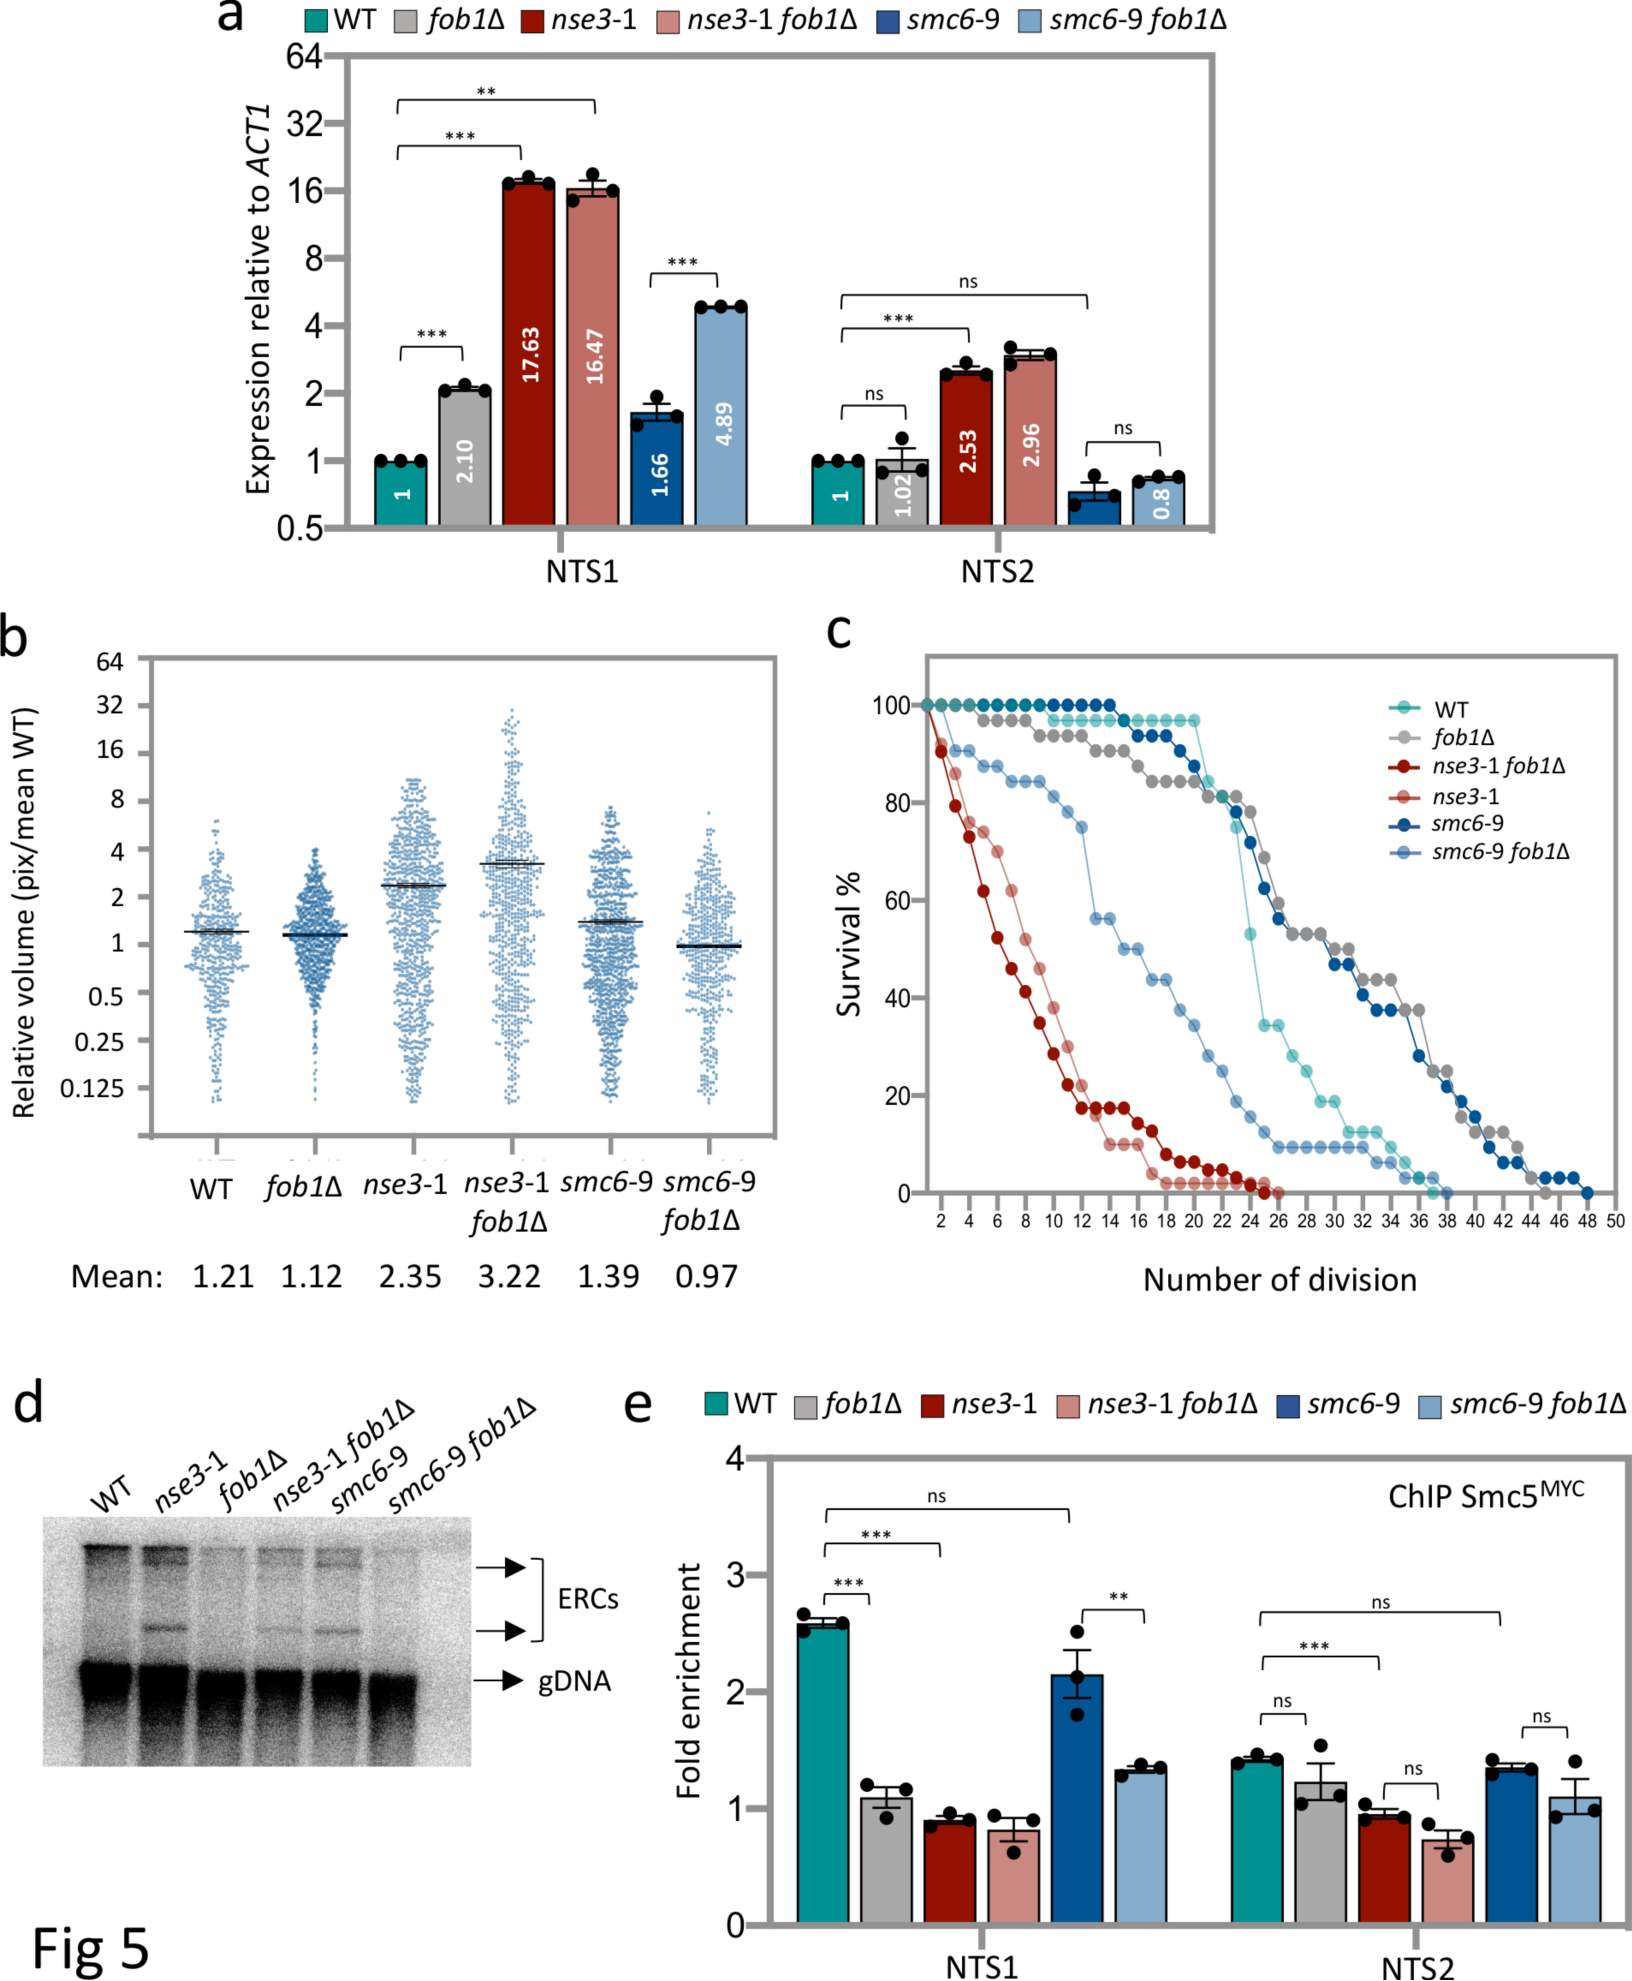 a
WT fob1Δ nse3-1 nse3-1 fob1Δ smc6-9 smc6-9 fob1Δ
Expression relative to ACT1
64
32
16
8
4
2
1
0.5
** 
***
***
***
1
2.10
17.63
16.47
1.66
4.89
ns
***
ns
ns
1
1.02
2.53
2.96
0.8
NTS1 NTS2
b
Relative volume (pix/mean WT)
64
32
16
8
4
2
1
0.5
0.25
0.125
WT fob1Δ nse3-1 nse3-1 smc6-9 smc6-9
fob1Δ fob1Δ
Mean: 1.21 1.12 2.35 3.22 1.39 0.97
c
Survival %
100
80
60
40
20
0
WT
fob1Δ
nse3-1 fob1Δ
nse3-1
smc6-9
smc6-9 fob1Δ
2 4 6 8 10 12 14 16 18 20 22 24 26 28 30 32 34 36 38 40 42 44 46 48 50
Number of division
d
WT nse3-1 fob1Δ nse3-1 fob1Δ smc6-9 smc6-9 fob1Δ
ERCs
gDNA
e
WT fob1Δ nse3-1 nse3-1 fob1Δ smc6-9 smc6-9 fob1Δ
ChIP Smc5MYC
Fold enrichment
4
3
2
1
0
ns
***
***
**
ns
***
ns
ns
ns
NTS1 NTS2
Fig 5